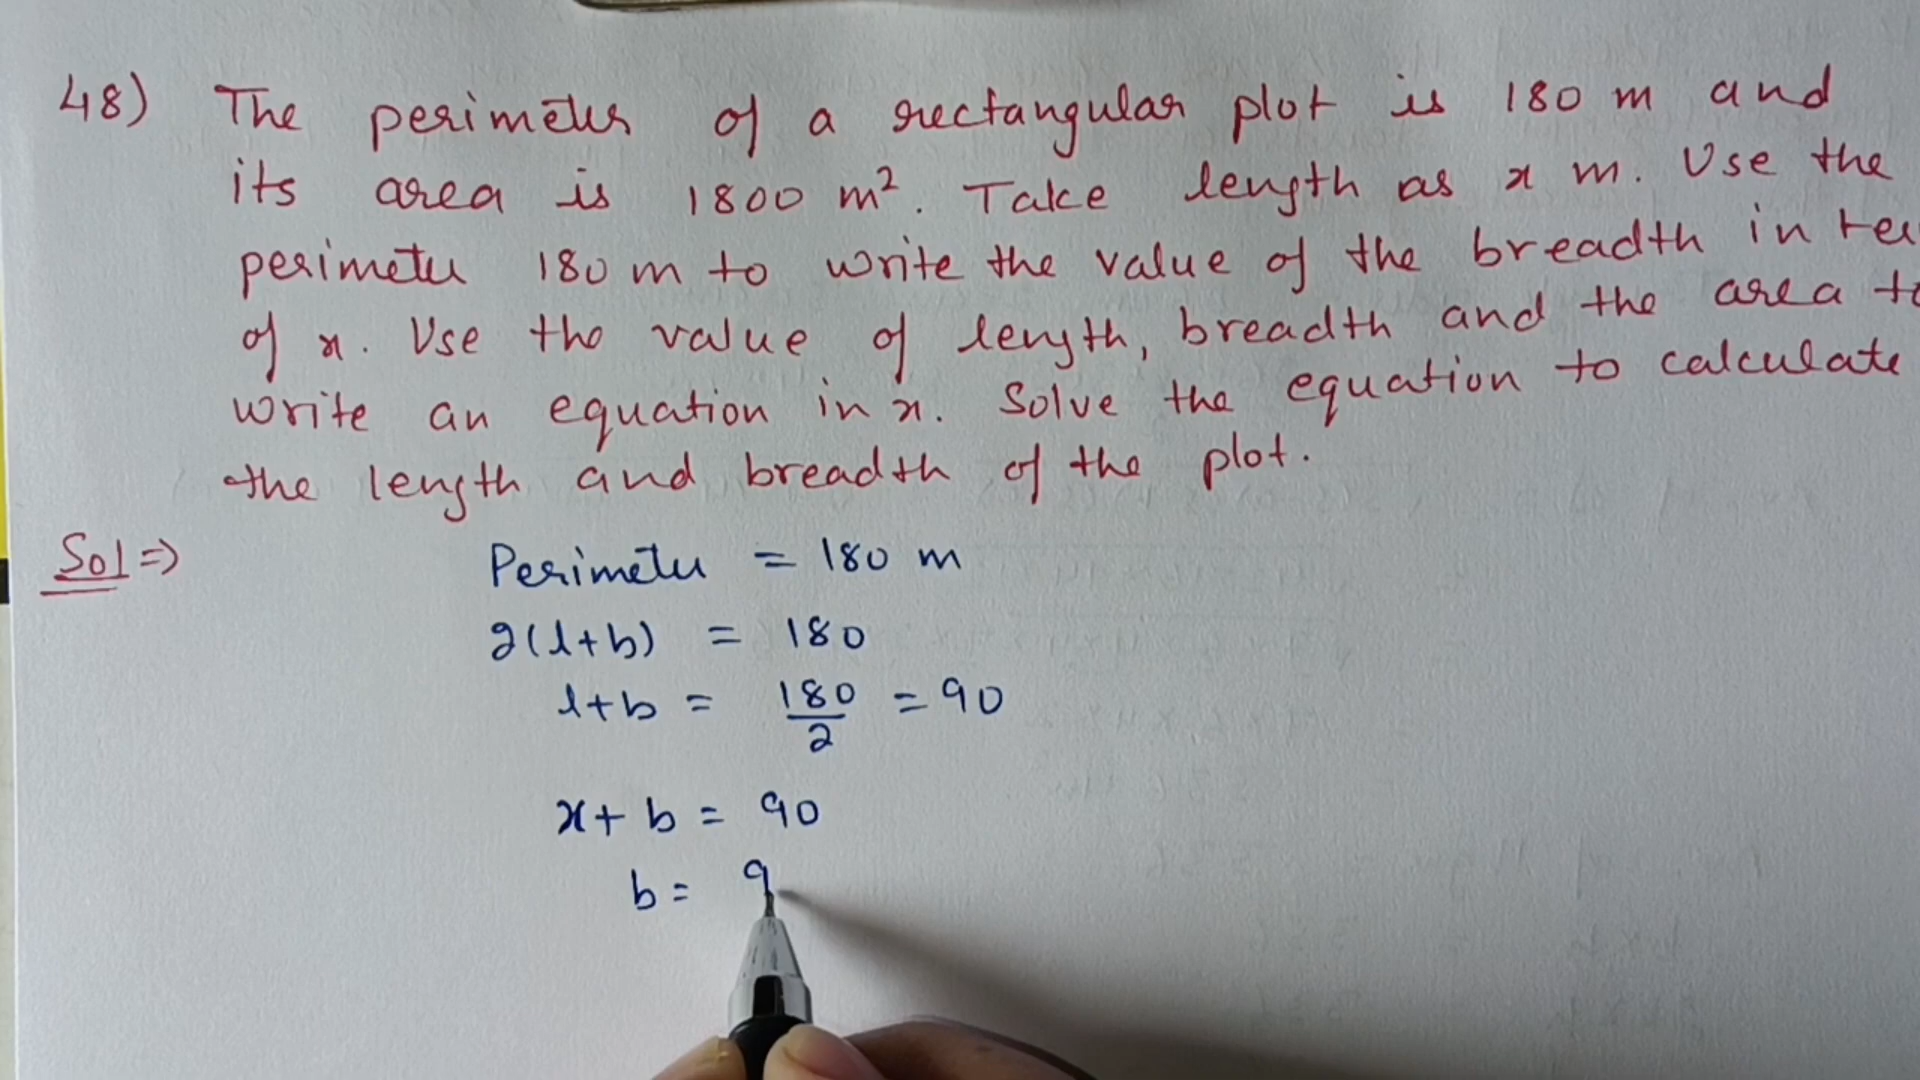 48) The perimeter of a rectangular plot is 180 m and
its area is 1800 m². Take length as x m. Use the
perimeter 180 m to write the value of the breadth in
of x. Use the value of length, breadth and the area
write an equation in x. Solve the equation to calculate
the length and breadth of the plot.
Sol ⇒ Perimeter = 180 m
2(l+b) = 180
l+b = 180/2 = 90
x + b = 90
b = 9